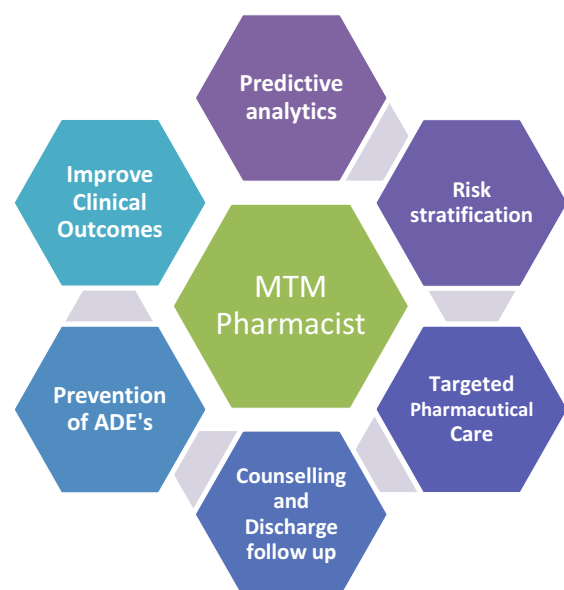 Predictive
analytics
Improve
Clinical
Outcomes
Risk
stratification
MTM
Pharmacist
Prevention
of ADE's
Targeted
Pharmacutical
Care
Counselling
and
Discharge
follow up